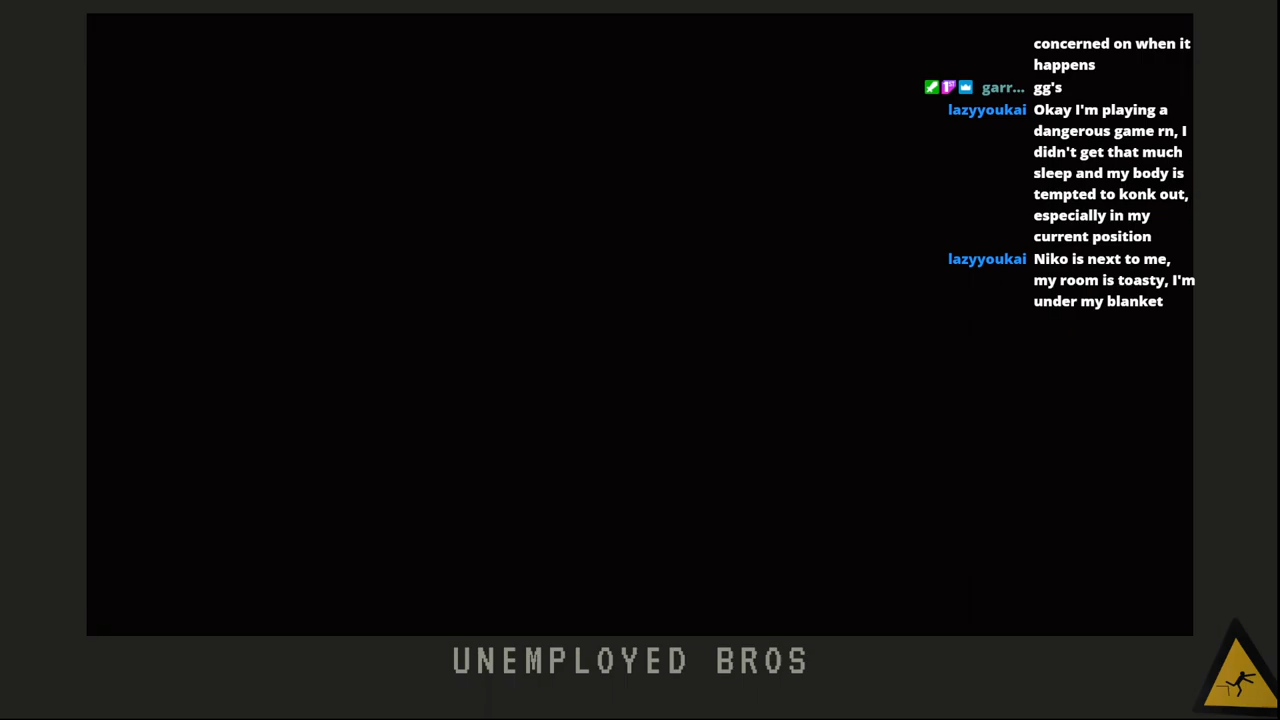 concerned on when it
happens
garr... gg's
lazyyoukai Okay I'm playing a
dangerous game rn, I
didn't get that much
sleep and my body is
tempted to konk out,
especially in my
current position
lazyyoukai Niko is next to me,
my room is toasty, I'm
under my blanket
UNEMPLOYED BROS